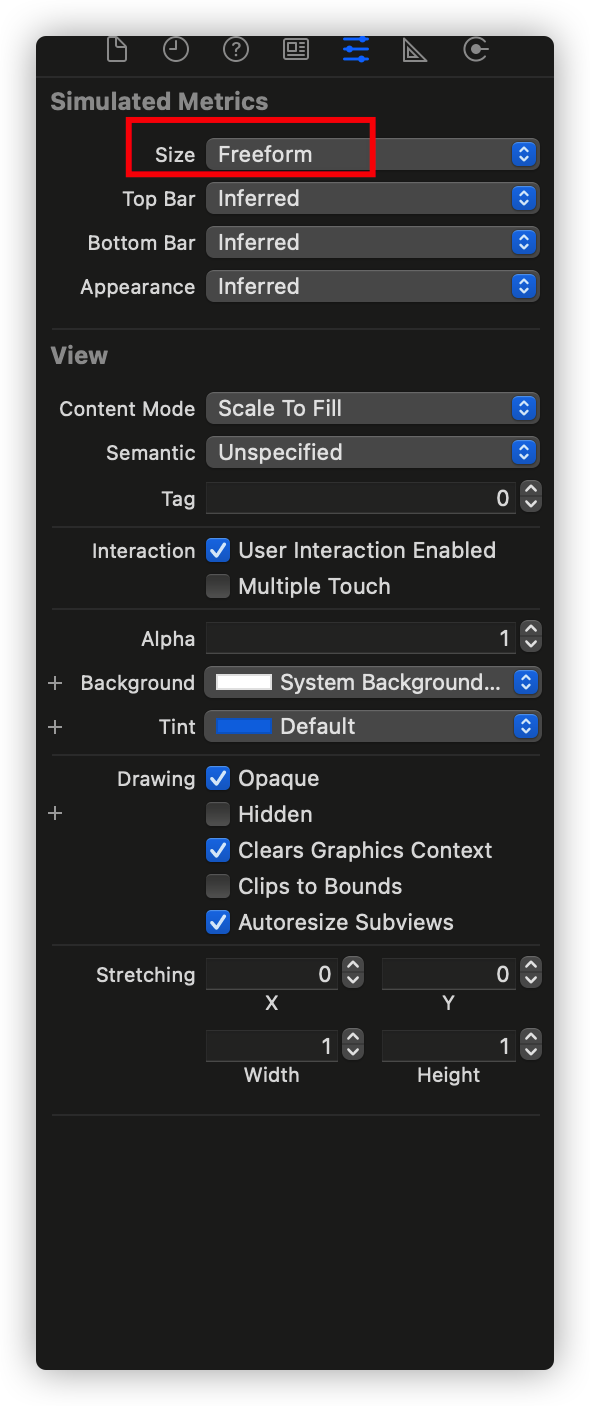 Simulated Metrics
Size Freeform
Top Bar Inferred
Bottom Bar Inferred
Appearance Inferred
View
Content Mode Scale To Fill
Semantic Unspecified
Tag 0
Interaction User Interaction Enabled
Multiple Touch
Alpha 1
+ Background System Background...
+ Tint Default
Drawing Opaque
+ Hidden
Clears Graphics Context
Clips to Bounds
Autoresize Subviews
Stretching 0 0
X Y
1 1
Width Height